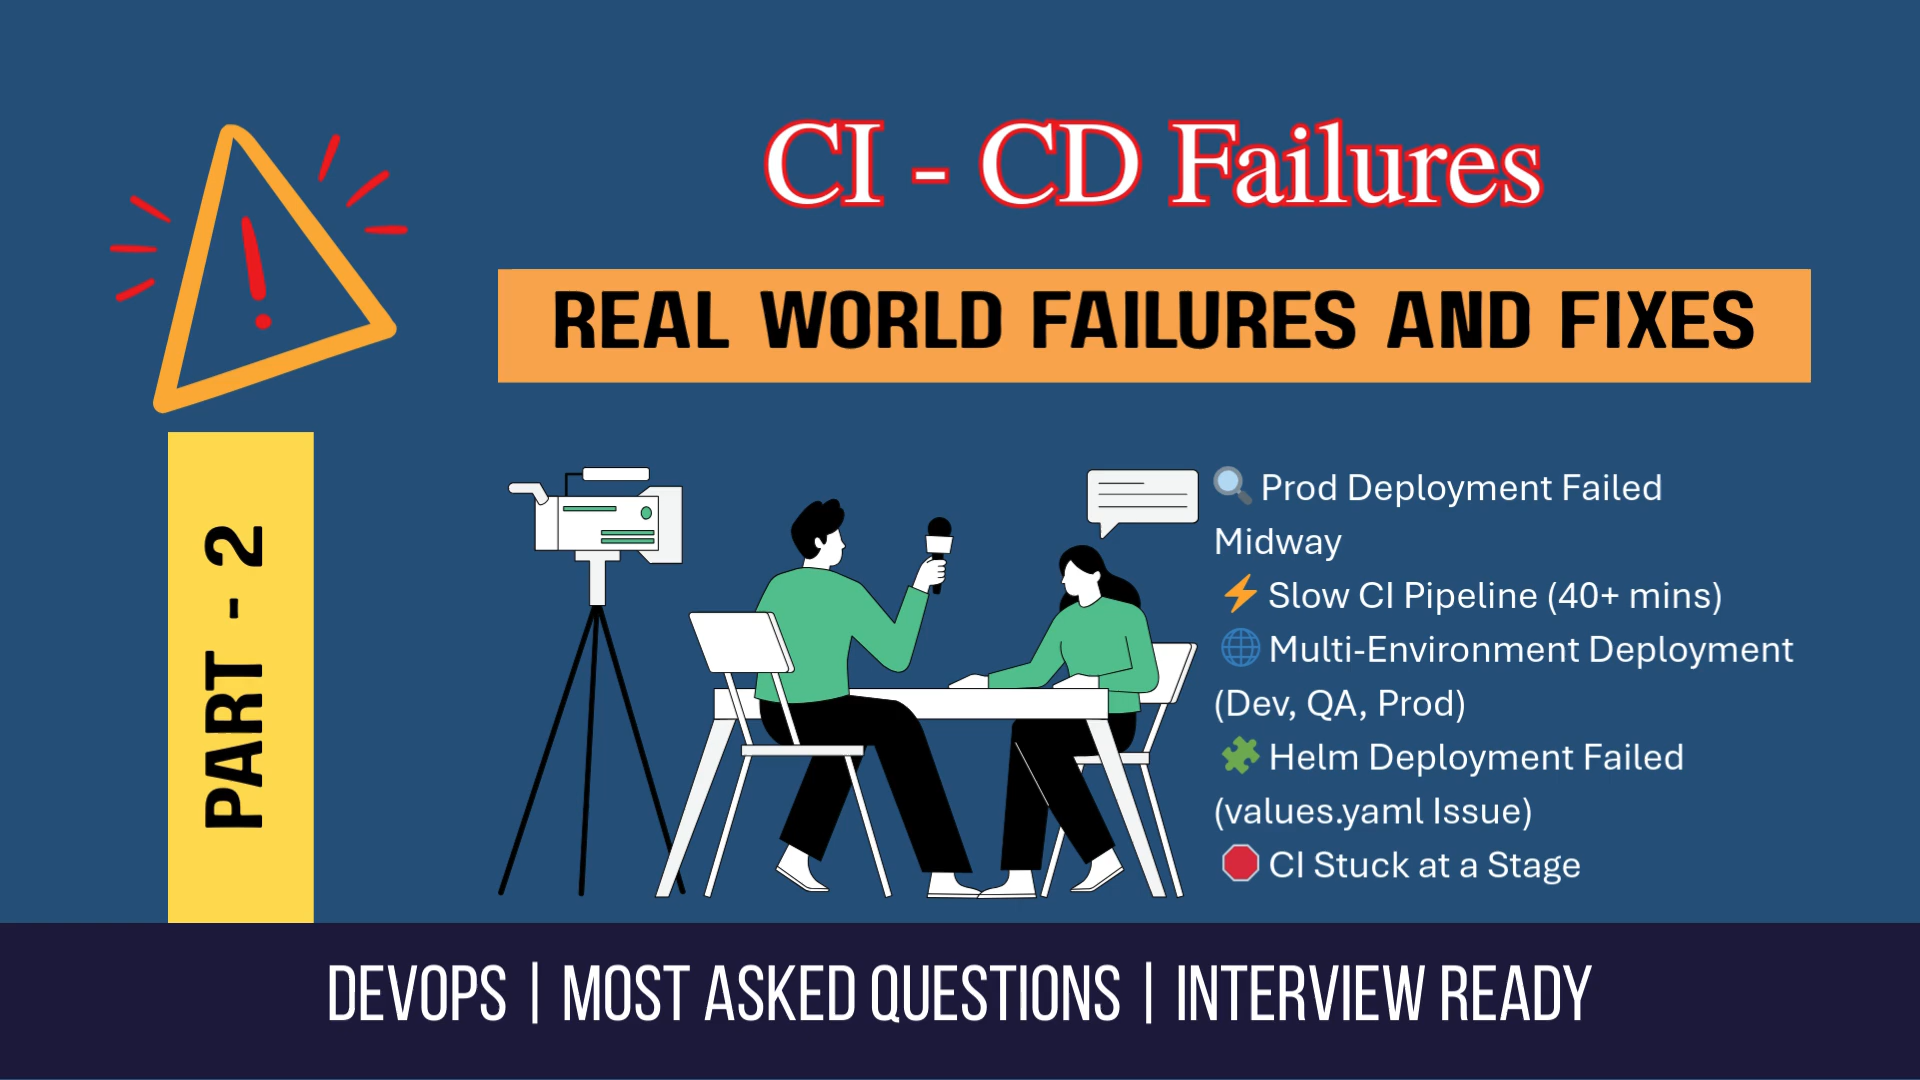 CI - CD Failures
REAL WORLD FAILURES AND FIXES
PART - 2
🔍 Prod Deployment Failed
Midway
⚡ Slow CI Pipeline (40+ mins)
🌐 Multi-Environment Deployment
(Dev, QA, Prod)
🧩 Helm Deployment Failed
(values.yaml Issue)
🛑 CI Stuck at a Stage
DEVOPS | MOST ASKED QUESTIONS | INTERVIEW READY